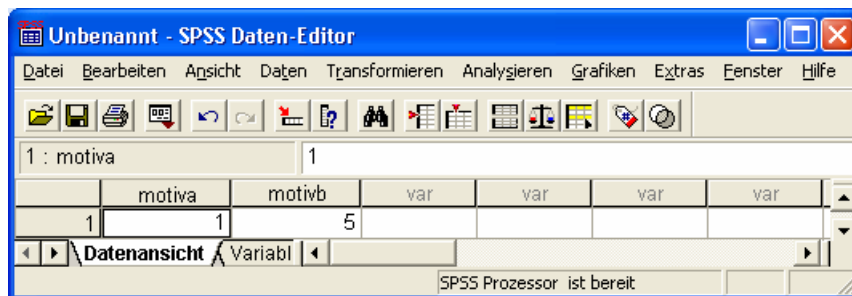 Unbenannt - SPSS Daten-Editor
Datei Bearbeiten Ansicht Daten Transformieren Analysieren Grafiken Extras Fenster Hilfe
1 : motiva 1
motiva motivb var var var var
1 1 5
Datenansicht Variabl
SPSS Prozessor ist bereit